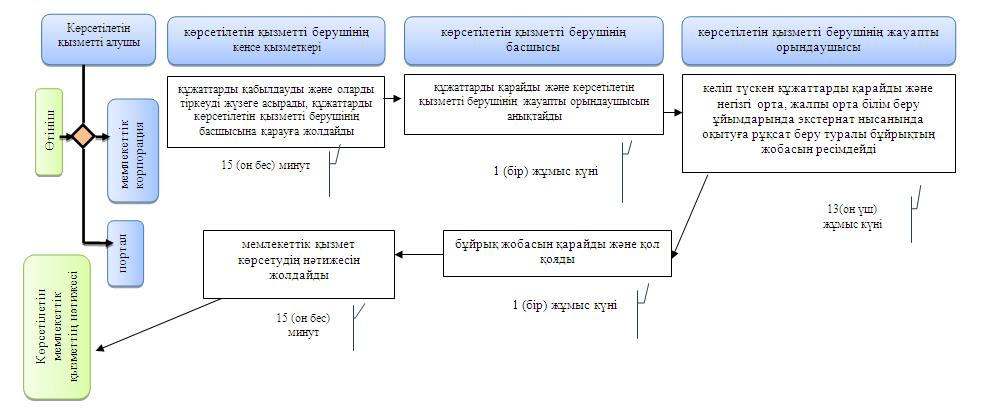 Көрсетілетін
қызметті алушы
көрсетілетін қызметті берушінің
кеңсе қызметкері
көрсетілетін қызметті берушінің
басшысы
көрсетілетін қызметті берушінің жауапты
орындаушысы
Өтініш
мемлекеттік
корпорация
портал
құжаттарды қабылдауды және оларды
тіркеуді жүзеге асырады, құжаттарды
көрсетілетін қызметті берушінің
басшысына қарауға жолдайды
15 (он бес) минут
құжаттарды қарайды және көрсетілетін
қызметті берушінің жауапты орындаушысын
анықтайды
1 (бір) жұмыс күні
келіп түскен құжаттарды қарайды және
негізгі орта, жалпы орта білім беру
ұйымдарында экстернат нысанында
оқытуға рұқсат беру туралы бұйрықтың
жобасын ресімдейді
13(он үш)
жұмыс күні
бұйрық жобасын қарайды және қол
қояды
1 (бір) жұмыс күні
мемлекеттік қызмет
көрсетудің нәтижесін
жолдайды
15 (он бес)
минут
Көрсетілетін
мемлекеттік
қызметтің нәтижесі